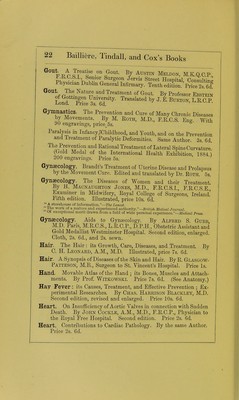 22 Baillière, Tindall, and Cox's Books
Gout. A Treatise on Gout. By AUSTIN MELDON, M.K.Q.C.P.,
F.R.C.S.I., Senior Surgeon Jervis Street Hospital, Consulting
Physician Dublin General Infirmary. Tenth edition. Price 2s. 6d.
Gout. The Nature and Treatment of Gout. By Professor EBSTEIN
of Gottingen University. Translated by J. E. BURTON, L.R.C.P.
Lond. Price 3s. 6d.
Gymnastics. The Prevention and Cure of Many Chronic Diseases
by Movements. By M. ROTH, M.D., F.K.C.S. Eng. With
90 engravings, price, 5s.
Paralysis in Infancy, Childhood, and Youth, and on the Prevention
and Treatment of Paralytic Deformities. Same Author. 3s. 6d.
The Prevention and Rational Treatment of Lateral Spinal Curvature.
(Gold Medal of the International Health Exhibition, 1884.)
200 engravings. Price 5s.
Gynæcology. Brandt's Treatment of Uterine Disease and Prolapsus
by the Movement Cure. Edited and translated by Dr. ROTH. 3s.
Gynæcology. The Diseases of Women and their Treatment.
By H. MACNAUGHTON JONES, M.D., F.R.C.S.I., F.R.C.S.E.,
Examiner in Midwifery, Royal College of Surgeons, Ireland.
Fifth edition. Illustrated, price 10s. 6d.
Gynæcology. Aids to Gynæcology. By ALFRED S. GUBB,
M.D. Paris, M.R.C.S., L.R.C.P., D.P.H., Obstetric Assistant and
Gold Medallist Westminster Hospital. Second edition, enlarged.
Cloth, 2s. 6d., and 2s. sewn.
Hair. The Hair: its Growth, Care, Diseases, and Treatment. By
C. H. LEONARD, A.M., M.D. Illustrated, price 7s. 6d.
Hair. A Synopsis of Diseases of the Skin and Hair. By R. GLASGOW-
PATTESON, M.B., Surgeon to St. Vincent's Hospital. Price 1s.
Hand. Movable Atlas of the Hand; its Bones, Muscles and Attach-
ments. By Prof. WITKOWSKI. Price 7s. 6d. (See Anatomy.)
Hay Fever: its Causes, Treatment, and Effective Prevention; Ex-
perimental Researches. By CHAS. HARRISON BLACKLEY, M.D.
Second edition, revised and enlarged. Price 10s. 6d.
Heart. On Insufficiency of Aortic Valves in connection with Sudden
Death. By JOHN COCKLE, A.M., M.D., F.R.C.P., Physician to
the Royal Free Hospital. Second edition. Price 2s. 6d.
Heart. Contributions to Cardiac Pathology. By the same Author.
Price 2s. 6d.